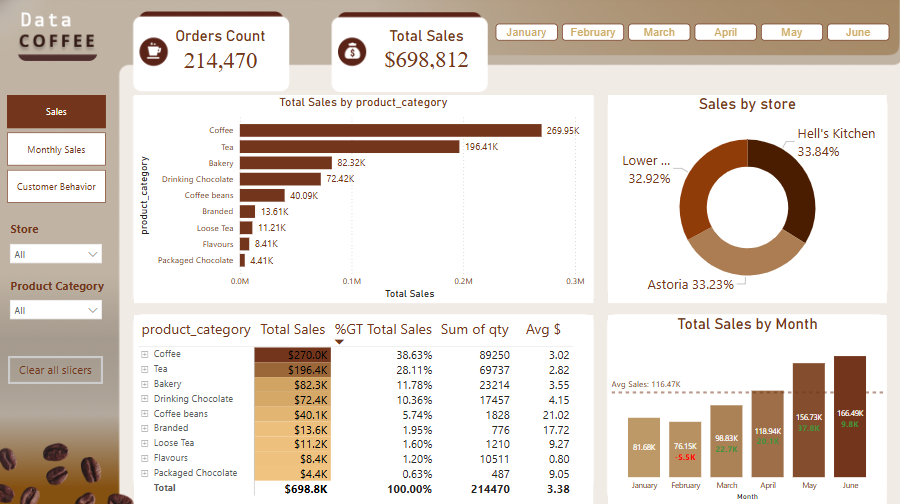 Data
COFFEE
Orders Count
214,470
Total Sales
$698,812
January February March April May June
Sales
Monthly Sales
Customer Behavior
Store
All
Product Category
All
Clear all slicers
Total Sales by product_category
product_category
Coffee 269.95K
Tea 196.41K
Bakery 82.32K
Drinking Chocolate 72.42K
Coffee beans 40.09K
Branded 13.61K
Loose Tea 11.21K
Flavours 8.41K
Packaged Chocolate 4.41K
0.0M 0.1M 0.2M 0.3M
Total Sales
Sales by store
Hell's Kitchen
33.84%
Lower ...
32.92%
Astoria 33.23%
product_category Total Sales %GT Total Sales Sum of qty Avg $
Coffee $270.0K 38.63% 89250 3.02
Tea $196.4K 28.11% 69737 2.82
Bakery $82.3K 11.78% 23214 3.55
Drinking Chocolate $72.4K 10.36% 17457 4.15
Coffee beans $40.1K 5.74% 1828 21.02
Branded $13.6K 1.95% 776 17.72
Loose Tea $11.2K 1.60% 1210 9.27
Flavours $8.4K 1.20% 10511 0.80
Packaged Chocolate $4.4K 0.63% 487 9.05
Total $698.8K 100.00% 214470 3.38
Total Sales by Month
Avg Sales: 116.47K
81.68K 76.15K 98.83K 118.94K 156.73K 166.49K
-5.5K 22.7K 37.8K 9.8K
January February March April May June
Month